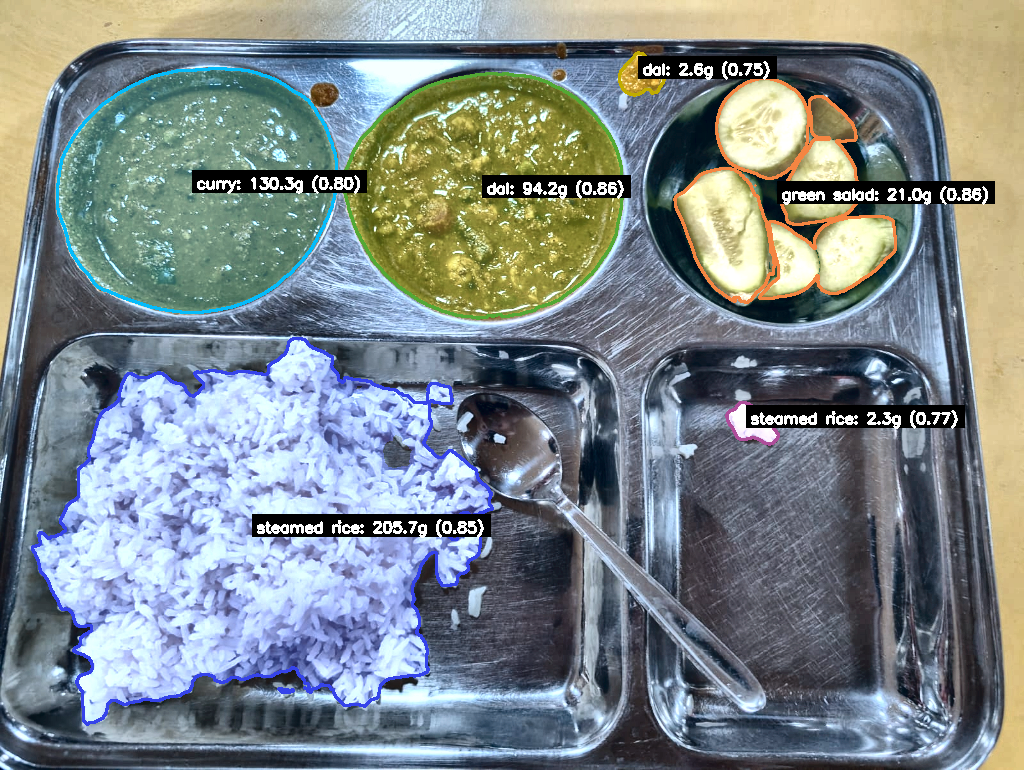 dal: 2.6g (0.75)
curry: 130.3g (0.80)
dal: 94.2g (0.86)
green salad: 21.0g (0.86)
steamed rice: 2.3g (0.77)
steamed rice: 205.7g (0.85)